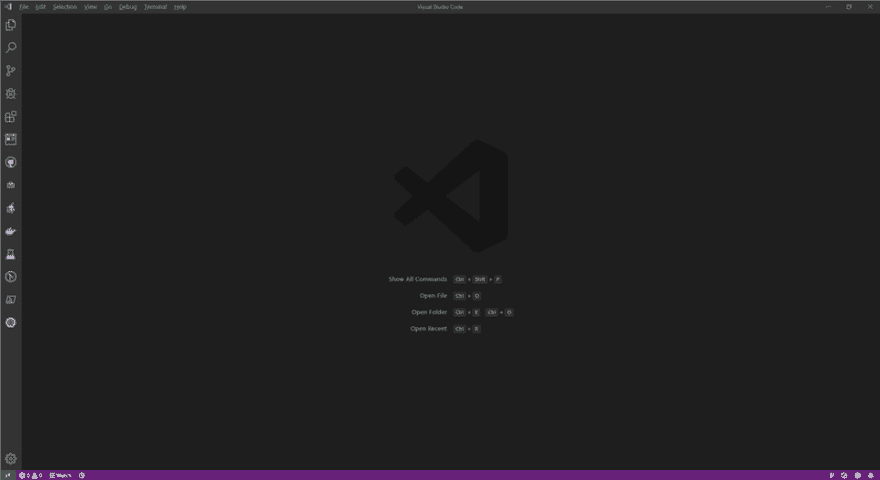 File Edit Selection View Go Debug Terminal Help
Visual Studio Code
Show All Commands Ctrl + Shift + P
Open File Ctrl + O
Open Folder Ctrl + K Ctrl + O
Open Recent Ctrl + R
0 0